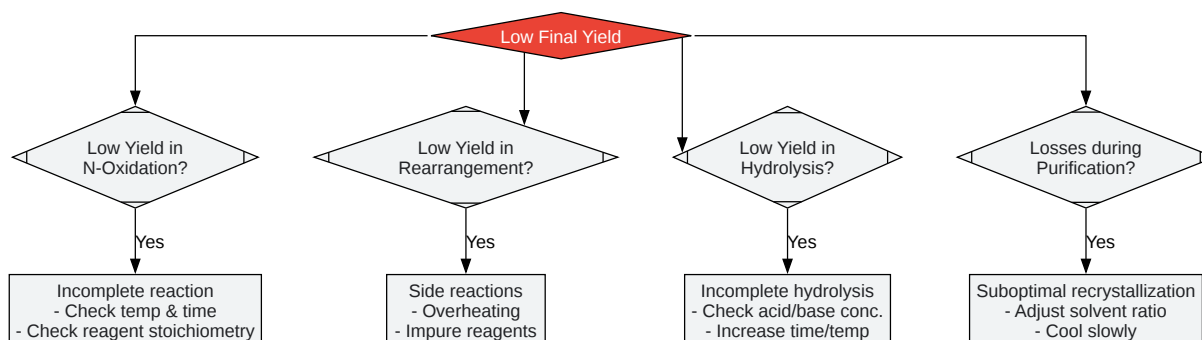 Low Final Yield
Low Yield in
N-Oxidation?
Low Yield in
Rearrangement?
Low Yield in
Hydrolysis?
Losses during
Purification?
Yes
Yes
Yes
Yes
Incomplete reaction
- Check temp & time
- Check reagent stoichiometry
Side reactions
- Overheating
- Impure reagents
Incomplete hydrolysis
- Check acid/base conc.
- Increase time/temp
Suboptimal recrystallization
- Adjust solvent ratio
- Cool slowly